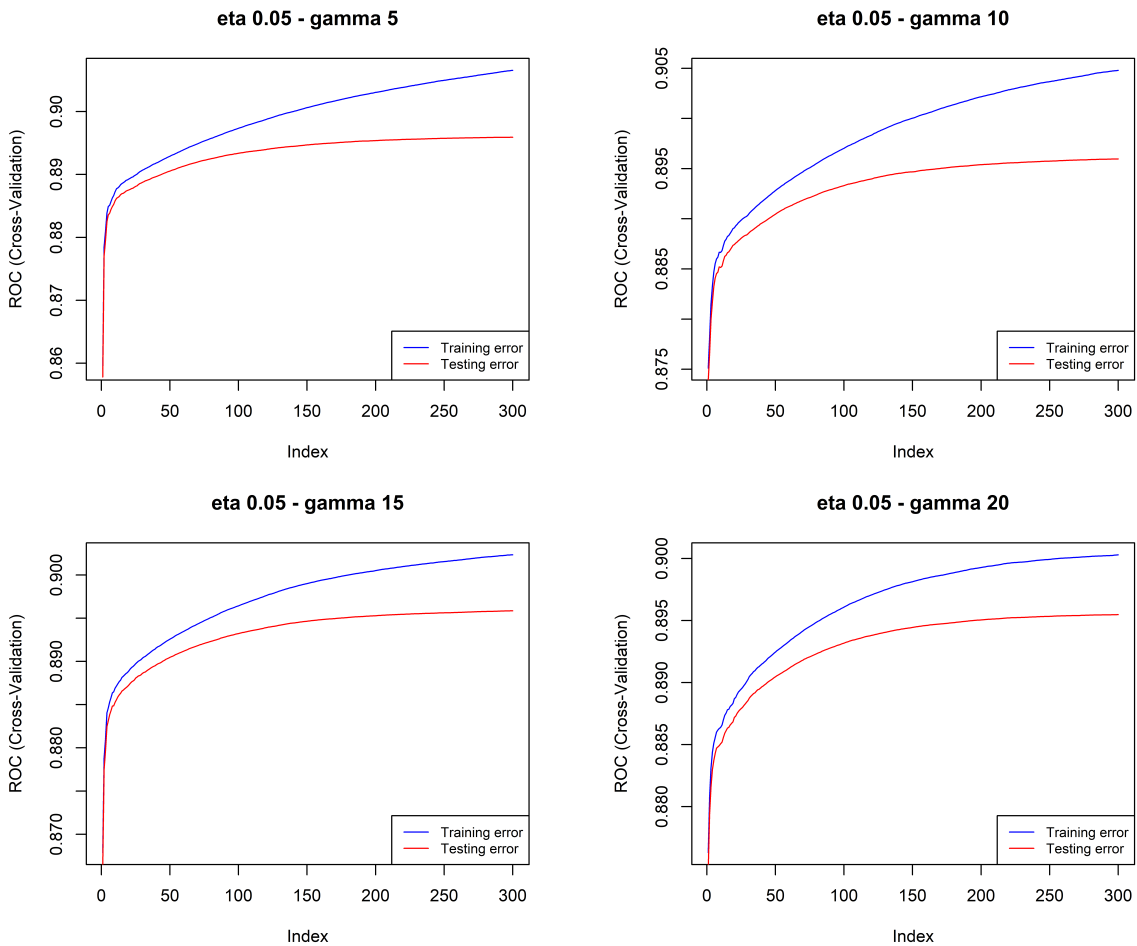 eta 0.05 - gamma 5
ROC (Cross-Validation)
0.86 0.87 0.88 0.89 0.90
Training error
Testing error
0 50 100 150 200 250 300
Index
eta 0.05 - gamma 10
ROC (Cross-Validation)
0.875 0.885 0.895 0.905
Training error
Testing error
0 50 100 150 200 250 300
Index
eta 0.05 - gamma 15
ROC (Cross-Validation)
0.870 0.880 0.890 0.900
Training error
Testing error
0 50 100 150 200 250 300
Index
eta 0.05 - gamma 20
ROC (Cross-Validation)
0.880 0.885 0.890 0.895 0.900
Training error
Testing error
0 50 100 150 200 250 300
Index